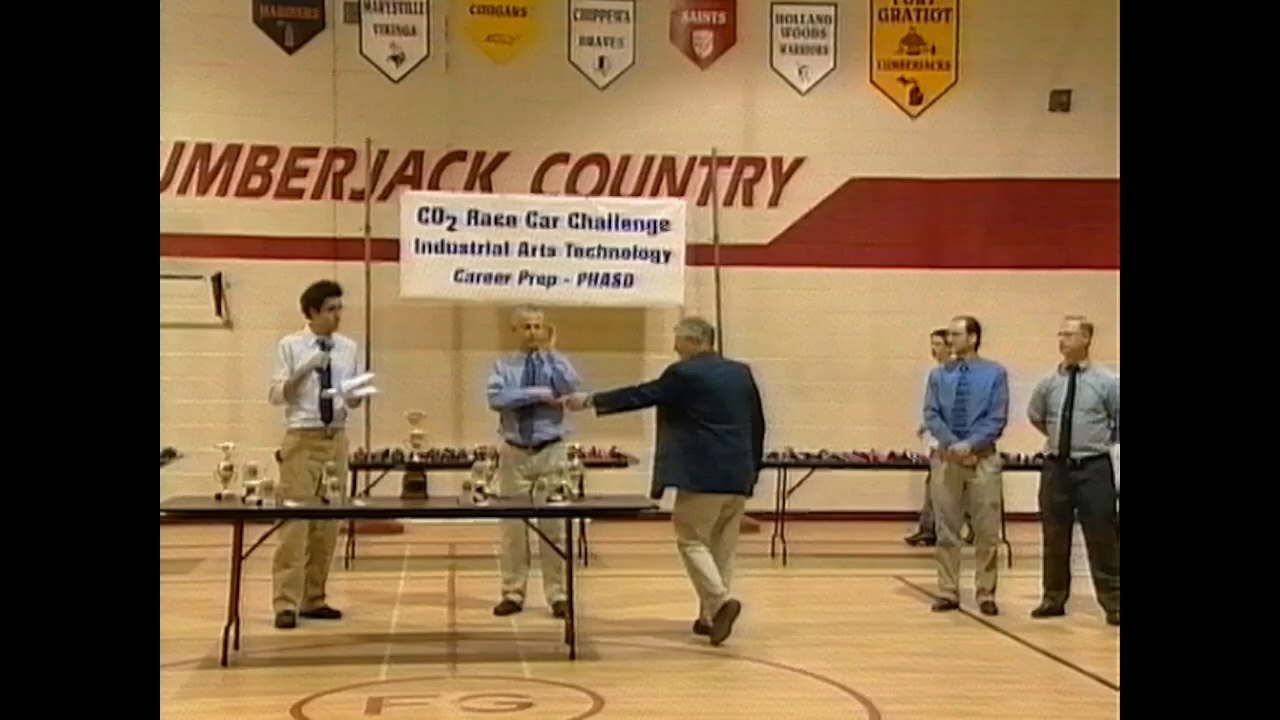 MARINERS
MARYSVILLE
VIKINGS
COUGARS
CHIPPEWA
BRAVES
SAINTS
HOLLAND
WOODS
WARRIORS
FORT
GRATIOT
LUMBERJACKS
UMBERJACK COUNTRY
CO2 Race Car Challenge
Industrial Arts Technology
Career Prep - PHASD
FG